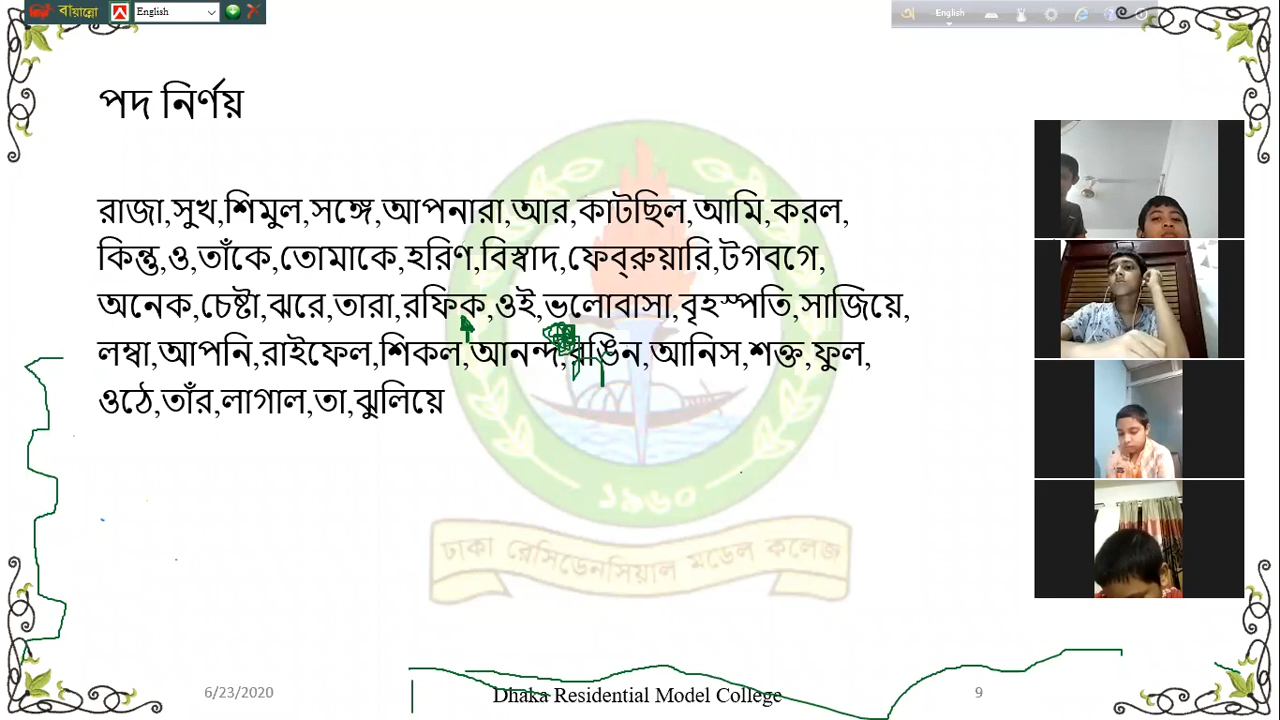 বাঁয়ান্নো
English
অ
English
পদ নির্ণয়
রাজা,সুখ,শিমুল,সঙ্গে,আপনারা,আর,কাটছিল,আমি,করল,
কিন্তু,ও,তাঁকে,তোমাকে,হরিণ,বিস্বাদ,ফেব্‌রুয়ারি,টগবগে,
অনেক,চেষ্টা,ঝরে,তারা,রফিক,ওই,ভলোবাসা,বৃহস্পতি,সাজিয়ে,
লম্বা,আপনি,রাইফেল,শিকল,আনন্দ,রঙিন,আনিস,শক্ত,ফুল,
ওঠে,তাঁর,লাগাল,তা,ঝুলিয়ে
১৯৬০
ঢাকা রেসিডেনসিয়াল মডেল কলেজ
6/23/2020
Dhaka Residential Model College
9